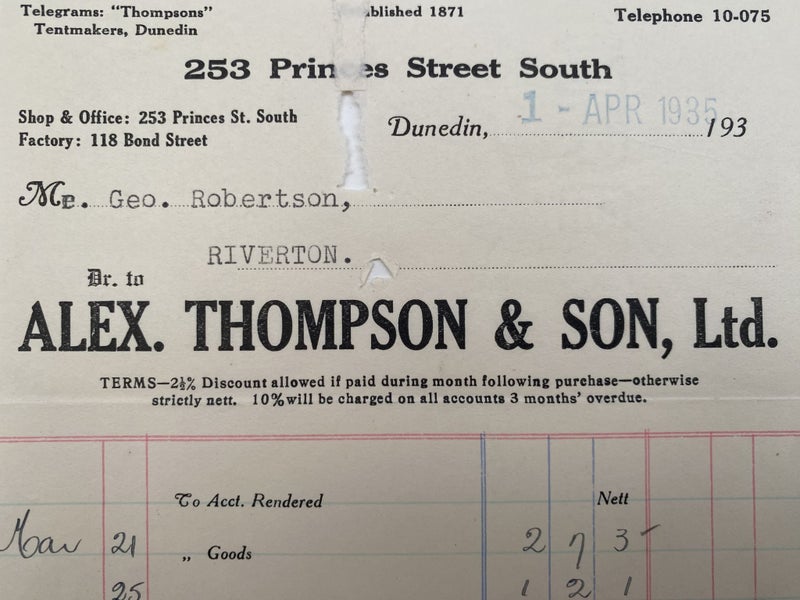 Telegrams: "Thompsons"
Tentmakers, Dunedin
ablished 1871
Telephone 10-075
253 Princes Street South
Shop & Office: 253 Princes St. South
Factory: 118 Bond Street
Dunedin, 1 - APR 1935 193
Mr. Geo. Robertson,
RIVERTON.
Dr. to
ALEX. THOMPSON & SON, Ltd.
TERMS—2½% Discount allowed if paid during month following purchase—otherwise
strictly nett. 10% will be charged on all accounts 3 months' overdue.
To Acct. Rendered Nett
Mar 21 „ Goods 2 7 3
25 1 2 1